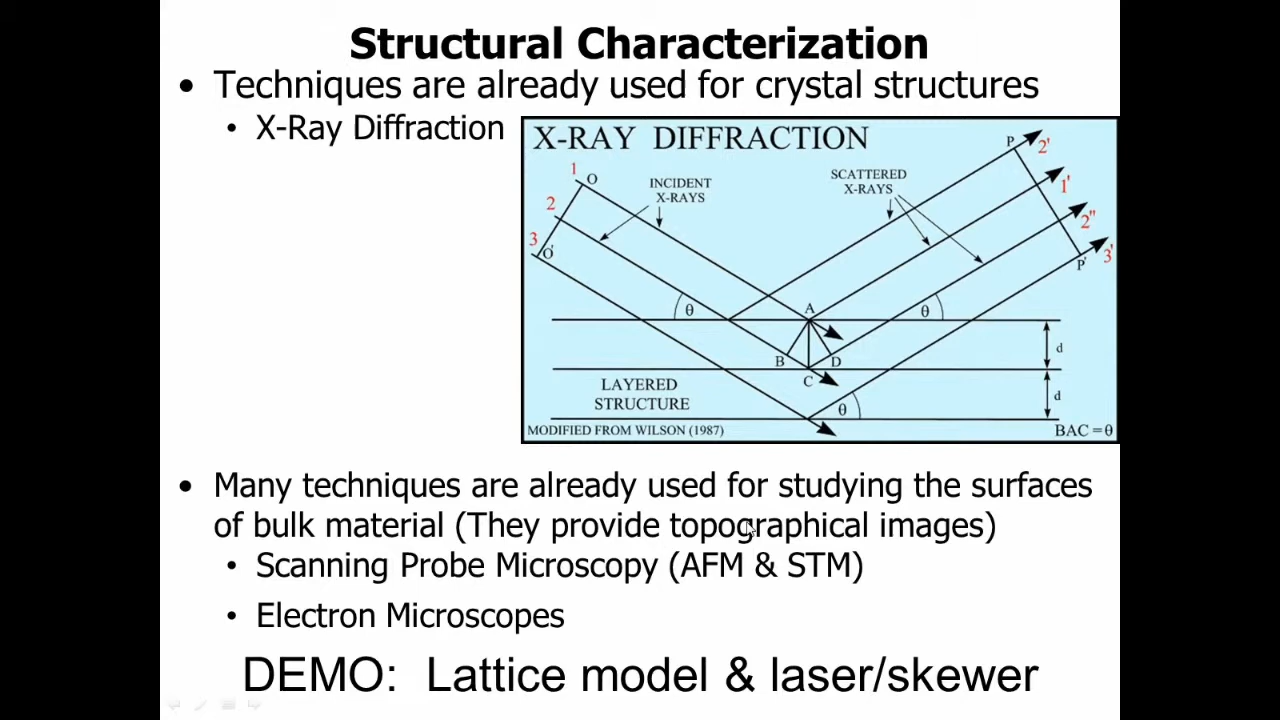 Structural Characterization
• Techniques are already used for crystal structures
• X-Ray Diffraction
X-RAY DIFFRACTION
1 O
INCIDENT
X-RAYS
SCATTERED
X-RAYS
P 2'
1'
2
2"
3 O'
P' 3'
θ
A
θ
B
D
C
d
LAYERED
STRUCTURE
θ
d
MODIFIED FROM WILSON (1987)
BAC = θ
• Many techniques are already used for studying the surfaces
of bulk material (They provide topographical images)
• Scanning Probe Microscopy (AFM & STM)
• Electron Microscopes
DEMO: Lattice model & laser/skewer